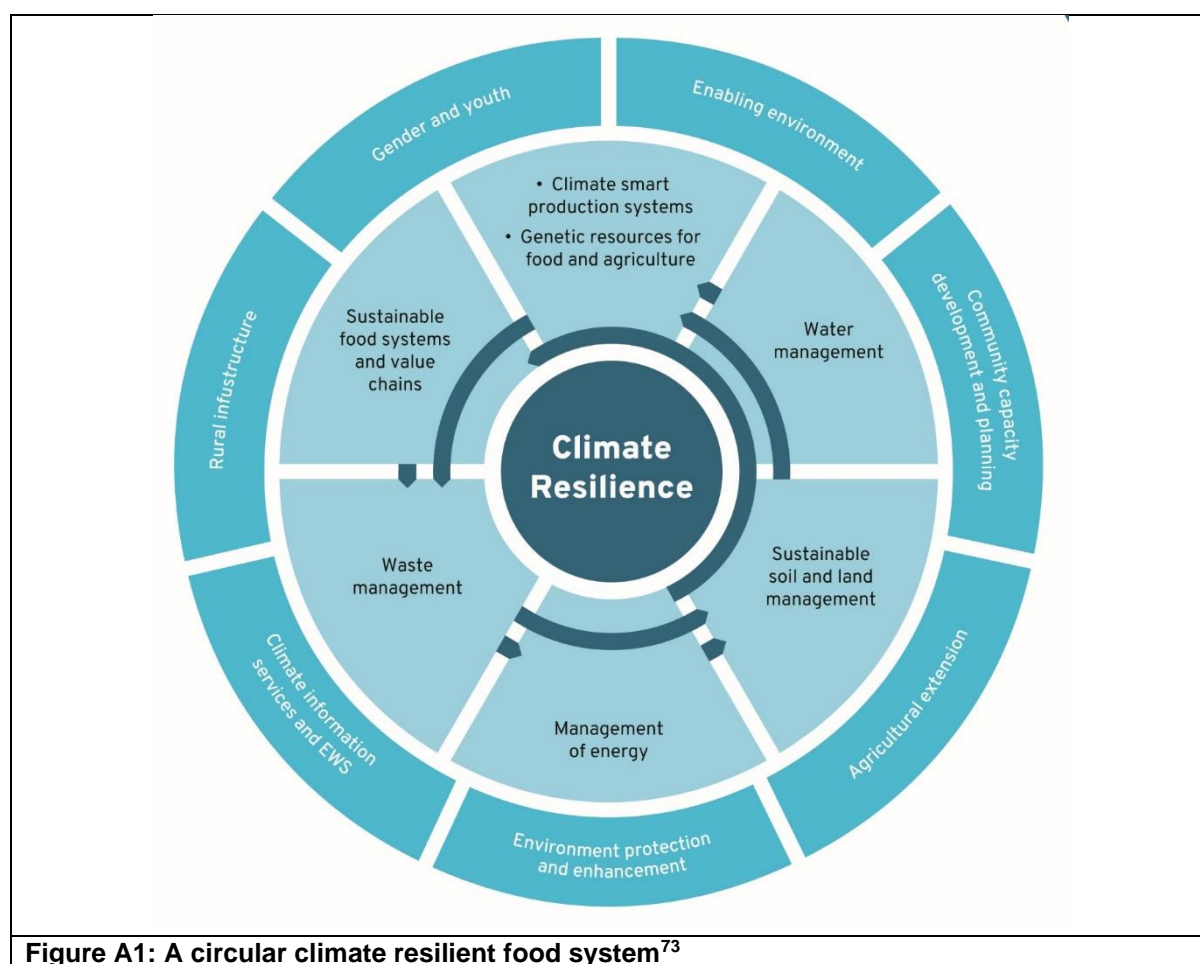 Gender and youth
Enabling environment
• Climate smart
production systems
• Genetic resources for
food and agriculture
Sustainable
food systems
and value
chains
Water
management
Rural infustructure
Community capacity
development and planning
Climate
Resilience
Waste
management
Sustainable
soil and land
management
Management
of energy
Climate information
services and EWS
Agricultural extension
Environment protection
and enhancement
Figure A1: A circular climate resilient food system73